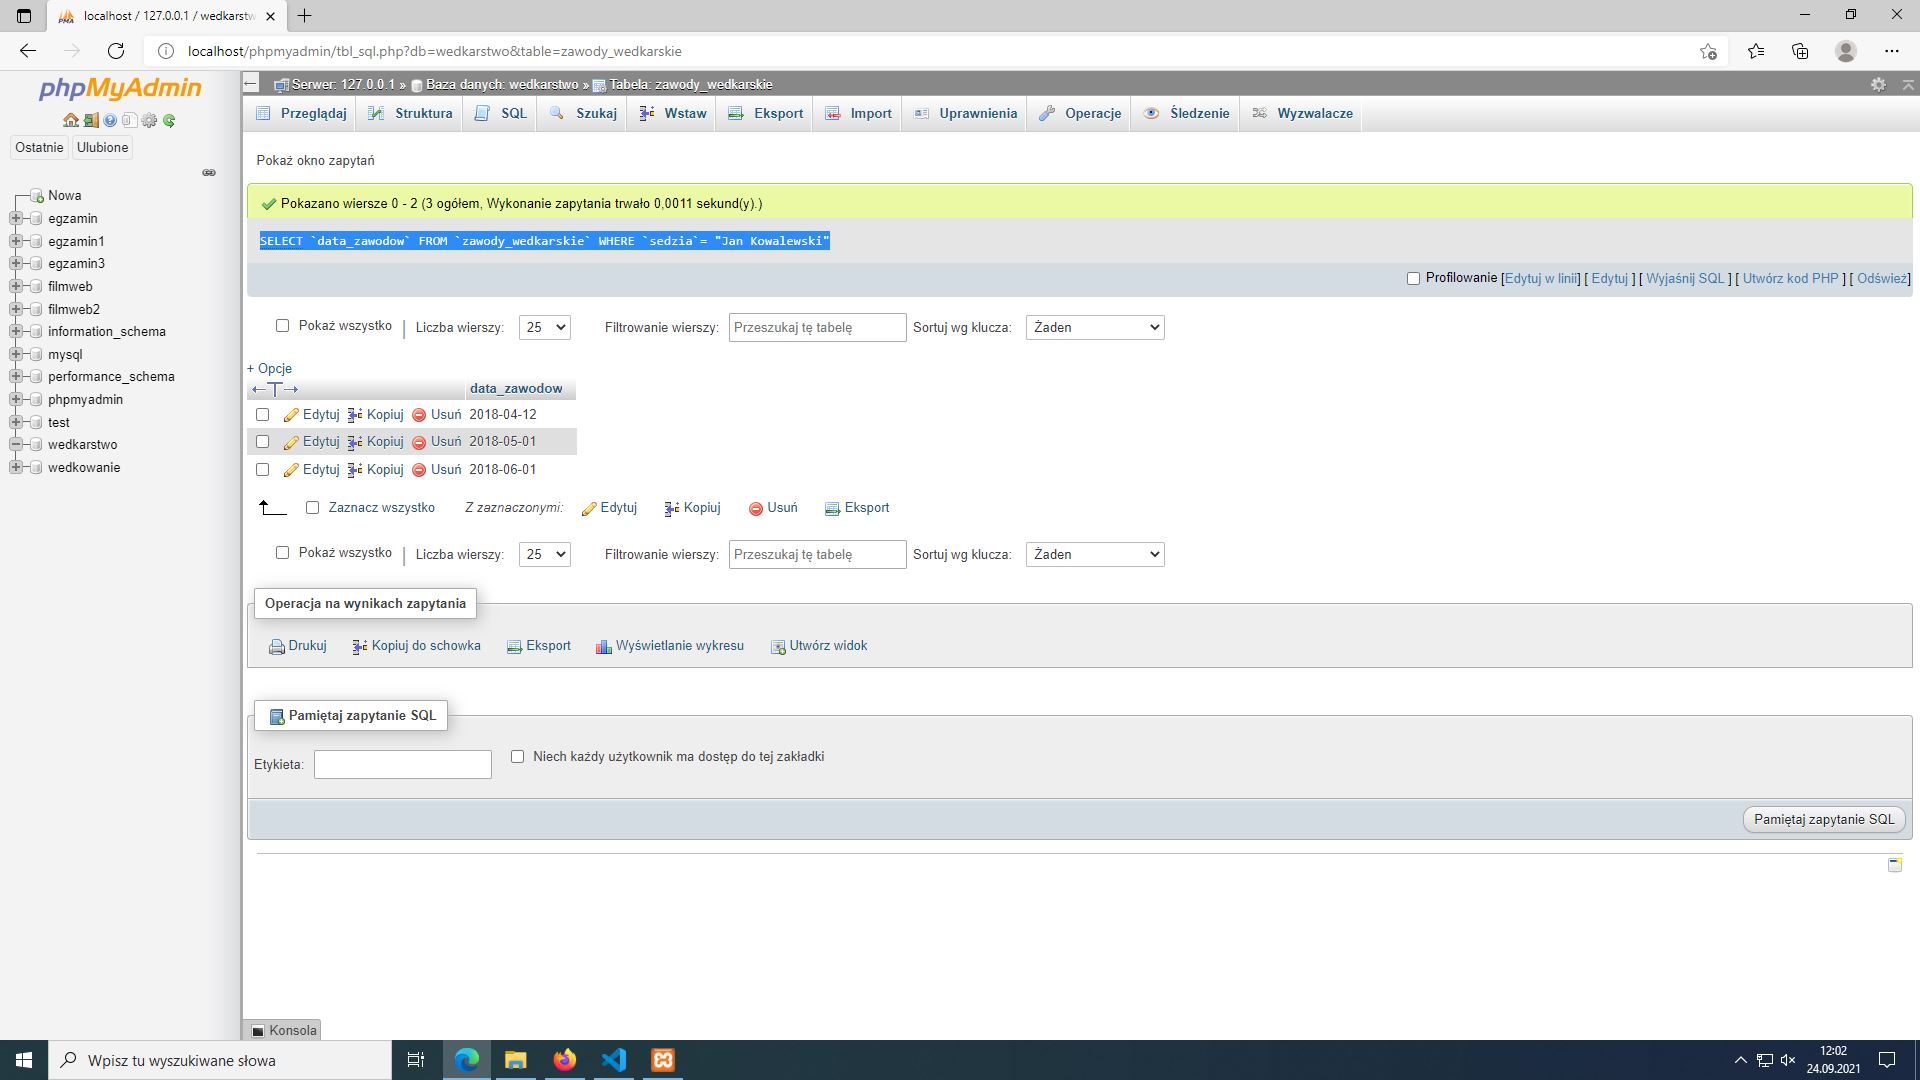 localhost / 127.0.0.1 / wedkarstw
localhost/phpmyadmin/tbl_sql.php?db=wedkarstwo&table=zawody_wedkarskie
phpMyAdmin
Ostatnie Ulubione
Nowa
egzamin
egzamin1
egzamin3
filmweb
filmweb2
information_schema
mysql
performance_schema
phpmyadmin
test
wedkarstwo
wedkowanie
Serwer: 127.0.0.1 » Baza danych: wedkarstwo » Tabela: zawody_wedkarskie
Przeglądaj Struktura SQL Szukaj Wstaw Eksport Import Uprawnienia Operacje Śledzenie Wyzwalacze
Pokaż okno zapytań
Pokazano wiersze 0 - 2 (3 ogółem, Wykonanie zapytania trwało 0,0011 sekund(y).)
SELECT `data_zawodow` FROM `zawody_wedkarskie` WHERE `sedzia`= "Jan Kowalewski"
Profilowanie [Edytuj w linii] [ Edytuj ] [ Wyjaśnij SQL ] [ Utwórz kod PHP ] [ Odśwież]
Pokaż wszystko | Liczba wierszy: 25 Filtrowanie wierszy: Przeszukaj tę tabelę Sortuj wg klucza: Żaden
+ Opcje
←T→ data_zawodow
Edytuj Kopiuj Usuń 2018-04-12
Edytuj Kopiuj Usuń 2018-05-01
Edytuj Kopiuj Usuń 2018-06-01
Zaznacz wszystko Z zaznaczonymi: Edytuj Kopiuj Usuń Eksport
Pokaż wszystko | Liczba wierszy: 25 Filtrowanie wierszy: Przeszukaj tę tabelę Sortuj wg klucza: Żaden
Operacja na wynikach zapytania
Drukuj Kopiuj do schowka Eksport Wyświetlanie wykresu Utwórz widok
Pamiętaj zapytanie SQL
Etykieta: Niech każdy użytkownik ma dostęp do tej zakładki
Pamiętaj zapytanie SQL
Konsola
Wpisz tu wyszukiwane słowa
12:02
24.09.2021